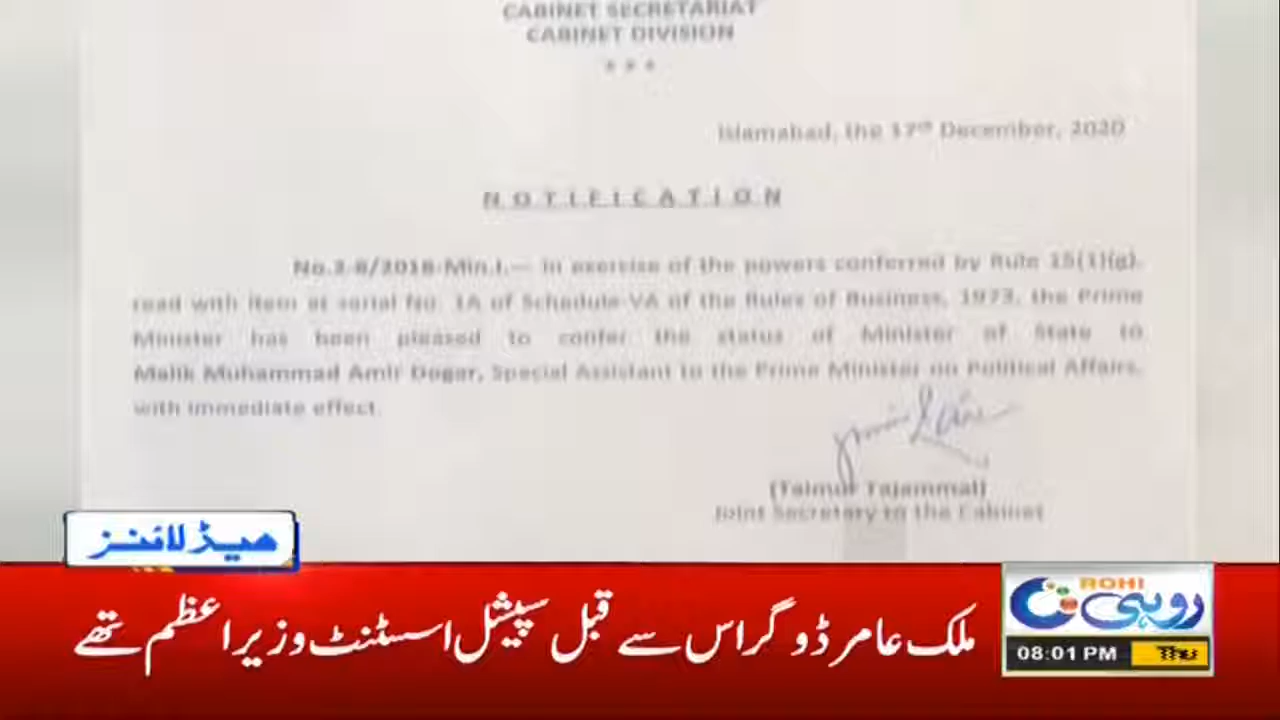 CABINET SECRETARIAT
CABINET DIVISION
* * *
Islamabad, the 17th December, 2020
NOTIFICATION
No.3-8/2018-Min.I.— In exercise of the powers conferred by Rule 15(1)(g),
read with item at serial No. 1A of Schedule-VA of the Rules of Business, 1973, the Prime
Minister has been pleased to confer the status of Minister of State to
Malik Muhammad Amir Dogar, Special Assistant to the Prime Minister on Political Affairs,
with immediate effect.
(Taimur Tajammal)
Joint Secretary to the Cabinet
ہیڈلائنز
ملک عامر ڈوگر اس سے قبل سپیشل اسسٹنٹ وزیراعظم تھے
ROHI
روہی
08:01 PM Thu